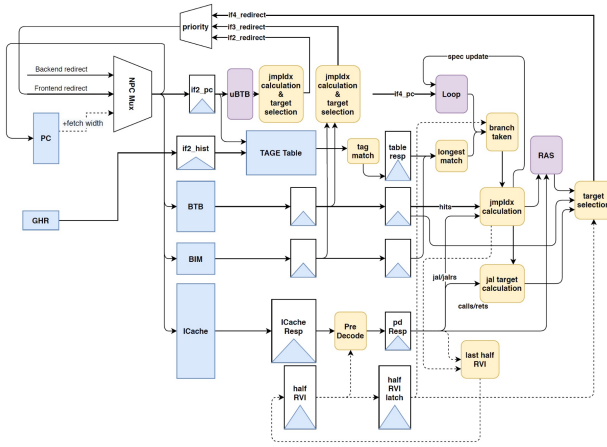 if4_redirect
priority
if3_redirect
if2_redirect
spec update
Backend redirect
Frontend redirect
NPC Mux
if2_pc
uBTB
jmpIdx
calculation
&
target
selection
jmpIdx
calculation
&
target
selection
if4_pc
Loop
+fetch width
PC
if2_hist
TAGE Table
tag
match
table
resp
longest
match
branch
taken
RAS
GHR
BTB
hits
jmpIdx
calculation
target
selection
BIM
jal/jalrs
jal target
calculation
calls/rets
ICache
ICache
Resp
Pre
Decode
pd
Resp
last half
RVI
half
RVI
half
RVI
latch